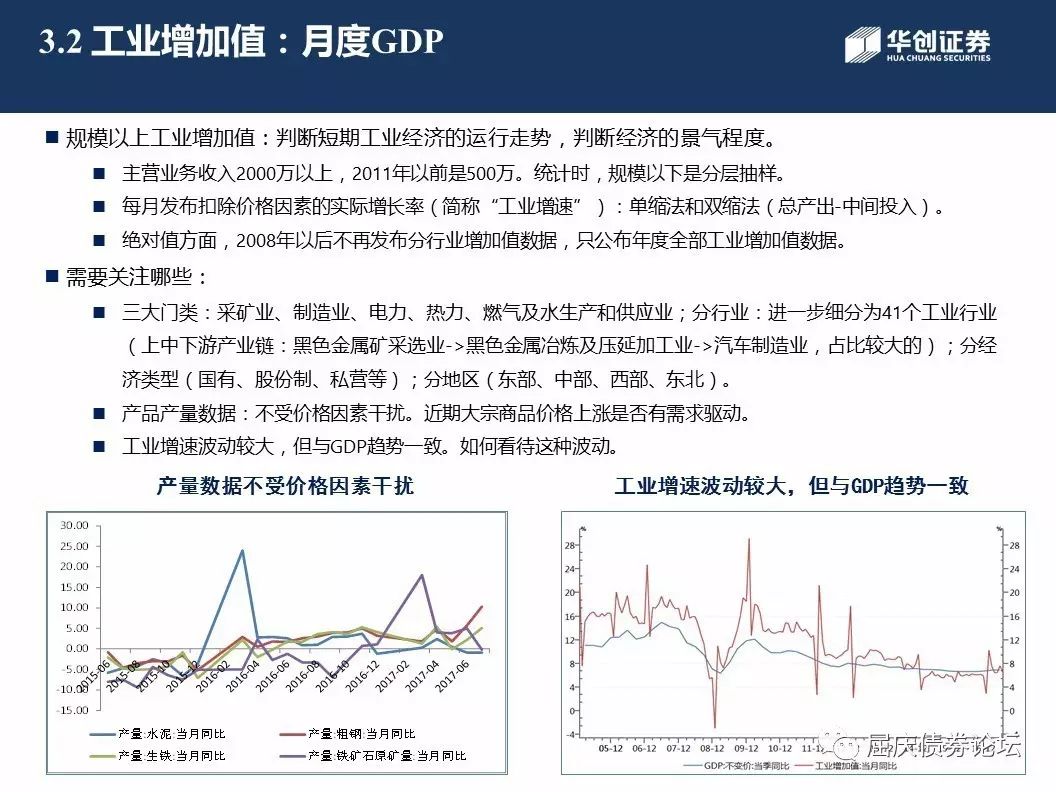 3.2 工业增加值：月度GDP
华创证券
HUA CHUANG SECURITIES
规模以上工业增加值：判断短期工业经济的运行走势，判断经济的景气程度。
主营业务收入2000万以上，2011年以前是500万。统计时，规模以下是分层抽样。
每月发布扣除价格因素的实际增长率（简称“工业增速”）：单缩法和双缩法（总产出-中间投入）。
绝对值方面，2008年以后不再发布分行业增加值数据，只公布年度全部工业增加值数据。
需要关注哪些：
三大门类：采矿业、制造业、电力、热力、燃气及水生产和供应业；分行业：进一步细分为41个工业行业
（上中下游产业链：黑色金属矿采选业->黑色金属冶炼及压延加工业->汽车制造业，占比较大的）；分经
济类型（国有、股份制、私营等）；分地区（东部、中部、西部、东北）。
产品产量数据：不受价格因素干扰。近期大宗商品价格上涨是否有需求驱动。
工业增速波动较大，但与GDP趋势一致。如何看待这种波动。
产量数据不受价格因素干扰
30.00
25.00
20.00
15.00
10.00
5.00
0.00
-5.00
-10.00
-15.00
2015-06
2015-08
2015-10
2015-12
2016-02
2016-04
2016-06
2016-08
2016-10
2016-12
2017-02
2017-04
2017-06
产量:水泥:当月同比
产量:粗钢:当月同比
产量:生铁:当月同比
产量:铁矿石原矿量:当月同比
工业增速波动较大，但与GDP趋势一致
% %
28 28
24 24
20 20
16 16
12 12
8 8
4 4
0 0
-4
05-12 06-12 07-12 08-12 09-12 10-12
GDP:不变价:当季同比
工业增加值:当月同比
屈庆债券论坛